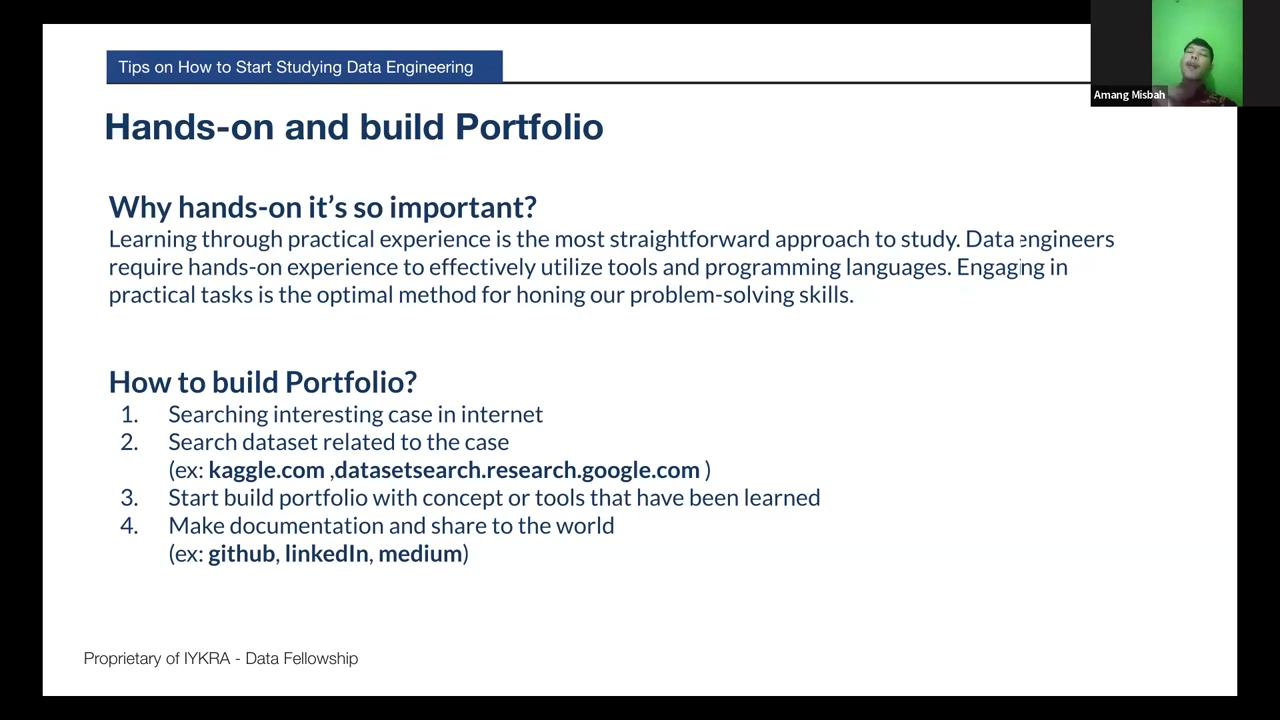 Tips on How to Start Studying Data Engineering
Amang Misbah
Hands-on and build Portfolio
Why hands-on it's so important?
Learning through practical experience is the most straightforward approach to study. Data engineers
require hands-on experience to effectively utilize tools and programming languages. Engaging in
practical tasks is the optimal method for honing our problem-solving skills.
How to build Portfolio?
1. Searching interesting case in internet
2. Search dataset related to the case
(ex: kaggle.com ,datasetsearch.research.google.com )
3. Start build portfolio with concept or tools that have been learned
4. Make documentation and share to the world
(ex: github, linkedIn, medium)
Proprietary of IYKRA - Data Fellowship